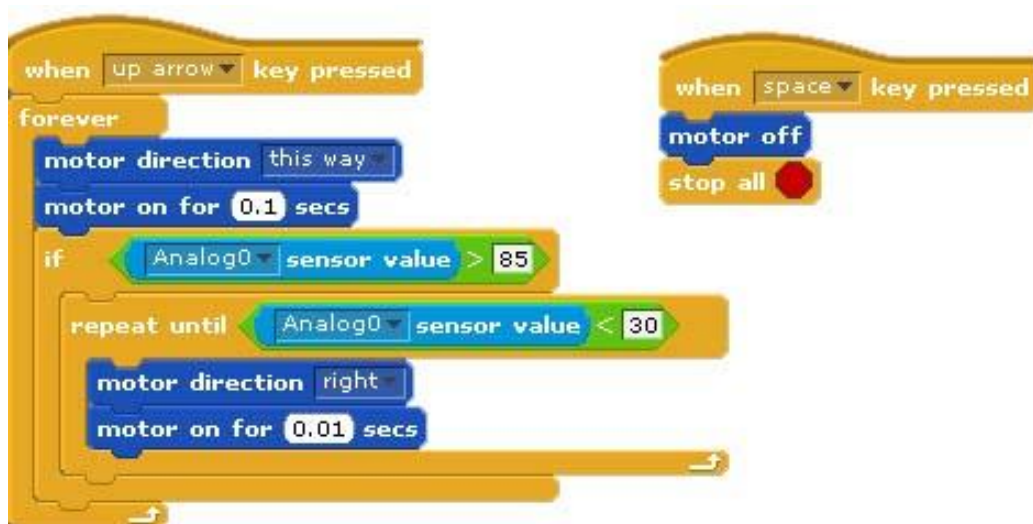 when up arrow key pressed
forever
motor direction this way
motor on for 0.1 secs
if Analog0 sensor value > 85
repeat until Analog0 sensor value < 30
motor direction right
motor on for 0.01 secs
when space key pressed
motor off
stop all